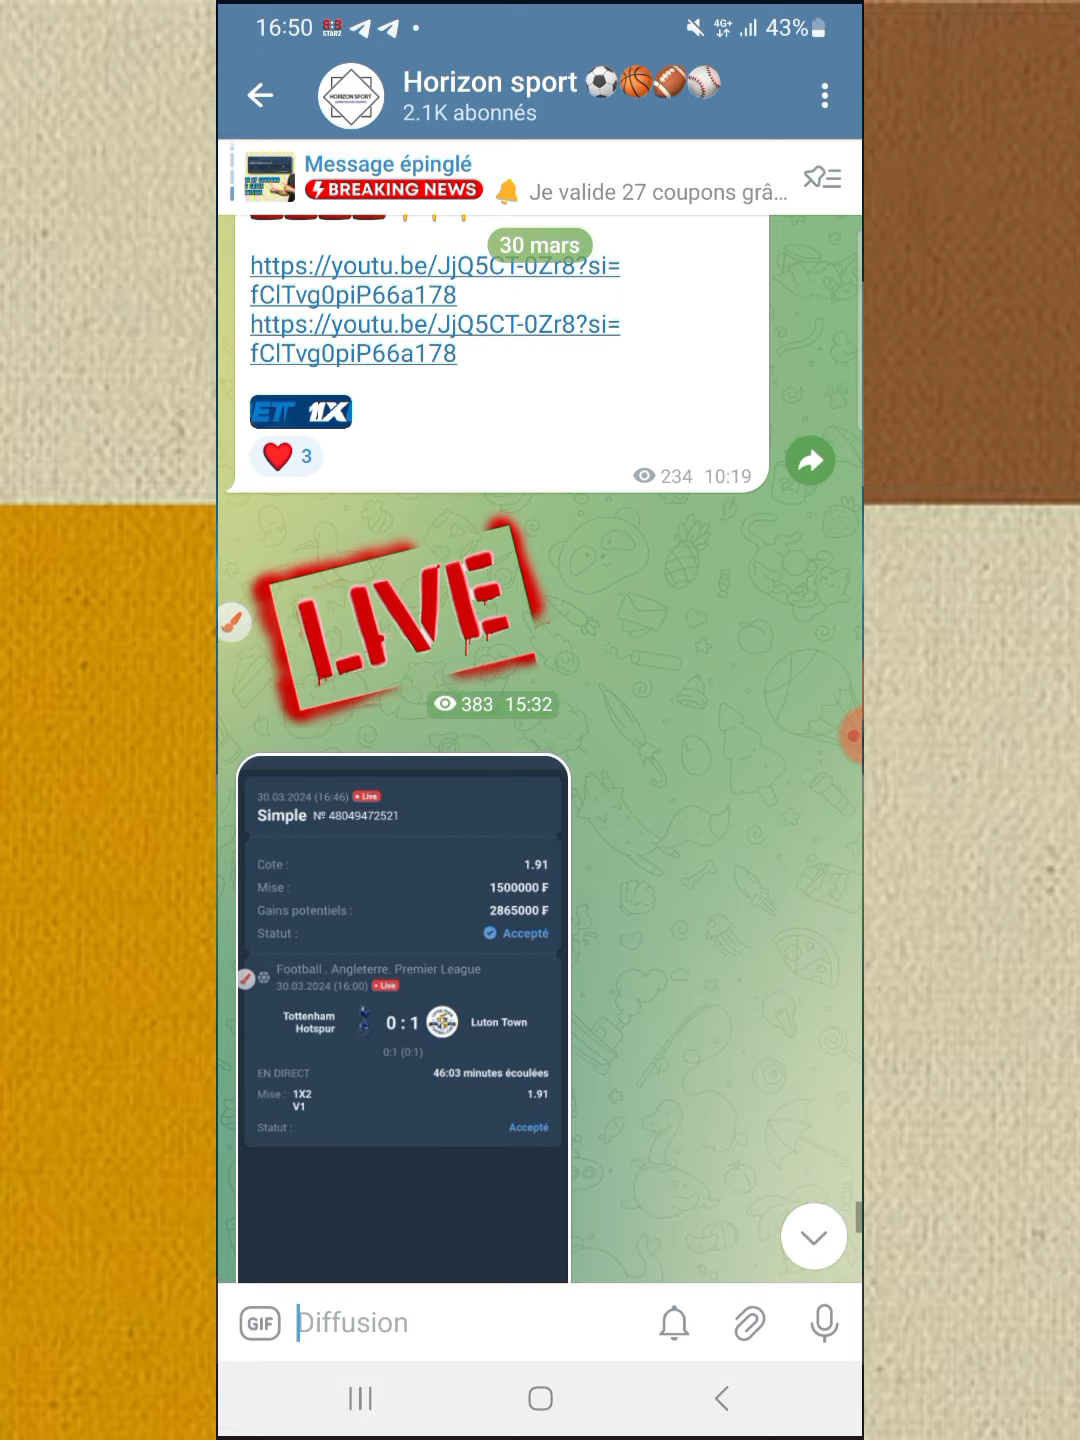 16:50
4G+
43%
HORIZON SPORT
Horizon sport
2.1K abonnés
Message épinglé
BREAKING NEWS
Je valide 27 coupons grâ...
30 mars
https://youtu.be/JjQ5CT-0Zr8?si=
fClTvg0piP66a178
https://youtu.be/JjQ5CT-0Zr8?si=
fClTvg0piP66a178
ETT 1X
3
234 10:19
LIVE
383 15:32
30.03.2024 (16:46) • Live
Simple № 48049472521
Cote : 1.91
Mise : 1500000 ₣
Gains potentiels : 2865000 ₣
Statut : Accepté
Football . Angleterre. Premier League
30.03.2024 (16:00) • Live
Tottenham
Hotspur
0 : 1
Luton Town
0:1 (0:1)
EN DIRECT 46:03 minutes écoulées
Mise : 1X2 1.91
V1
Statut : Accepté
GIF Diffusion